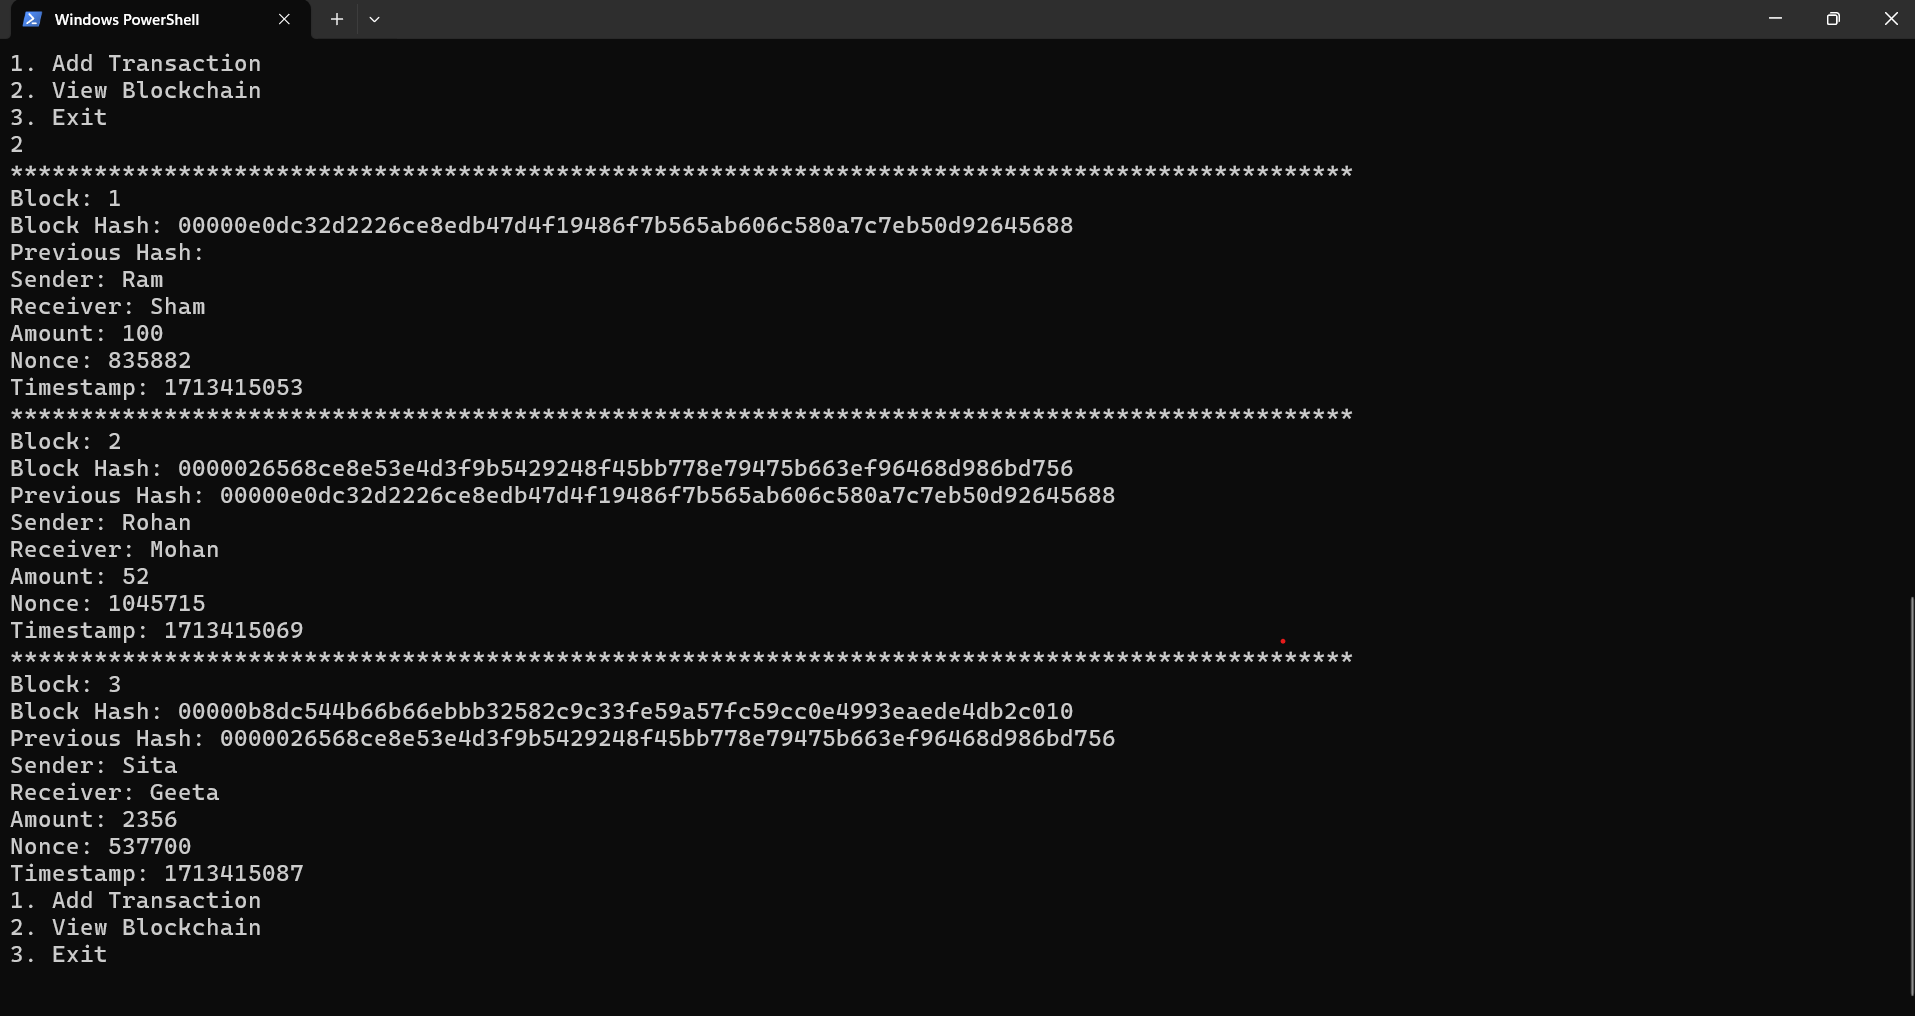 Windows PowerShell
1. Add Transaction
2. View Blockchain
3. Exit
2
************************************************************************************************
Block: 1
Block Hash: 00000e0dc32d2226ce8edb47d4f19486f7b565ab606c580a7c7eb50d92645688
Previous Hash:
Sender: Ram
Receiver: Sham
Amount: 100
Nonce: 835882
Timestamp: 1713415053
************************************************************************************************
Block: 2
Block Hash: 0000026568ce8e53e4d3f9b5429248f45bb778e79475b663ef96468d986bd756
Previous Hash: 00000e0dc32d2226ce8edb47d4f19486f7b565ab606c580a7c7eb50d92645688
Sender: Rohan
Receiver: Mohan
Amount: 52
Nonce: 1045715
Timestamp: 1713415069
************************************************************************************************
Block: 3
Block Hash: 00000b8dc544b66b66ebbb32582c9c33fe59a57fc59cc0e4993eaede4db2c010
Previous Hash: 0000026568ce8e53e4d3f9b5429248f45bb778e79475b663ef96468d986bd756
Sender: Sita
Receiver: Geeta
Amount: 2356
Nonce: 537700
Timestamp: 1713415087
1. Add Transaction
2. View Blockchain
3. Exit